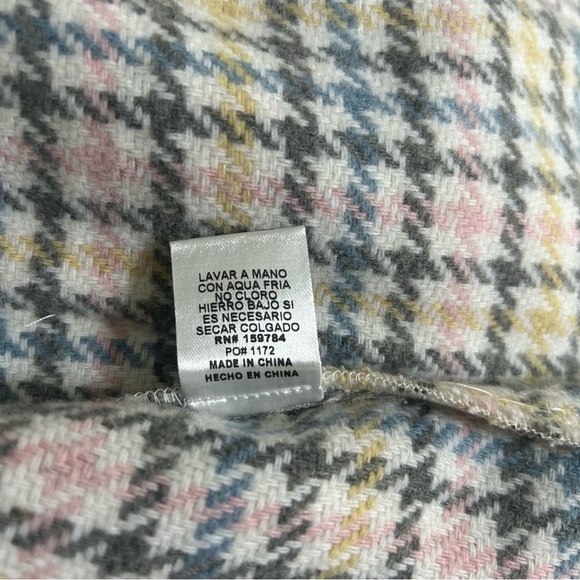 LAVAR A MANO
CON AQUA FRIA
NO CLORO
HIERRO BAJO SI
ES NECESARIO
SECAR COLGADO
RN# 159784
PO# 1172
MADE IN CHINA
HECHO EN CHINA